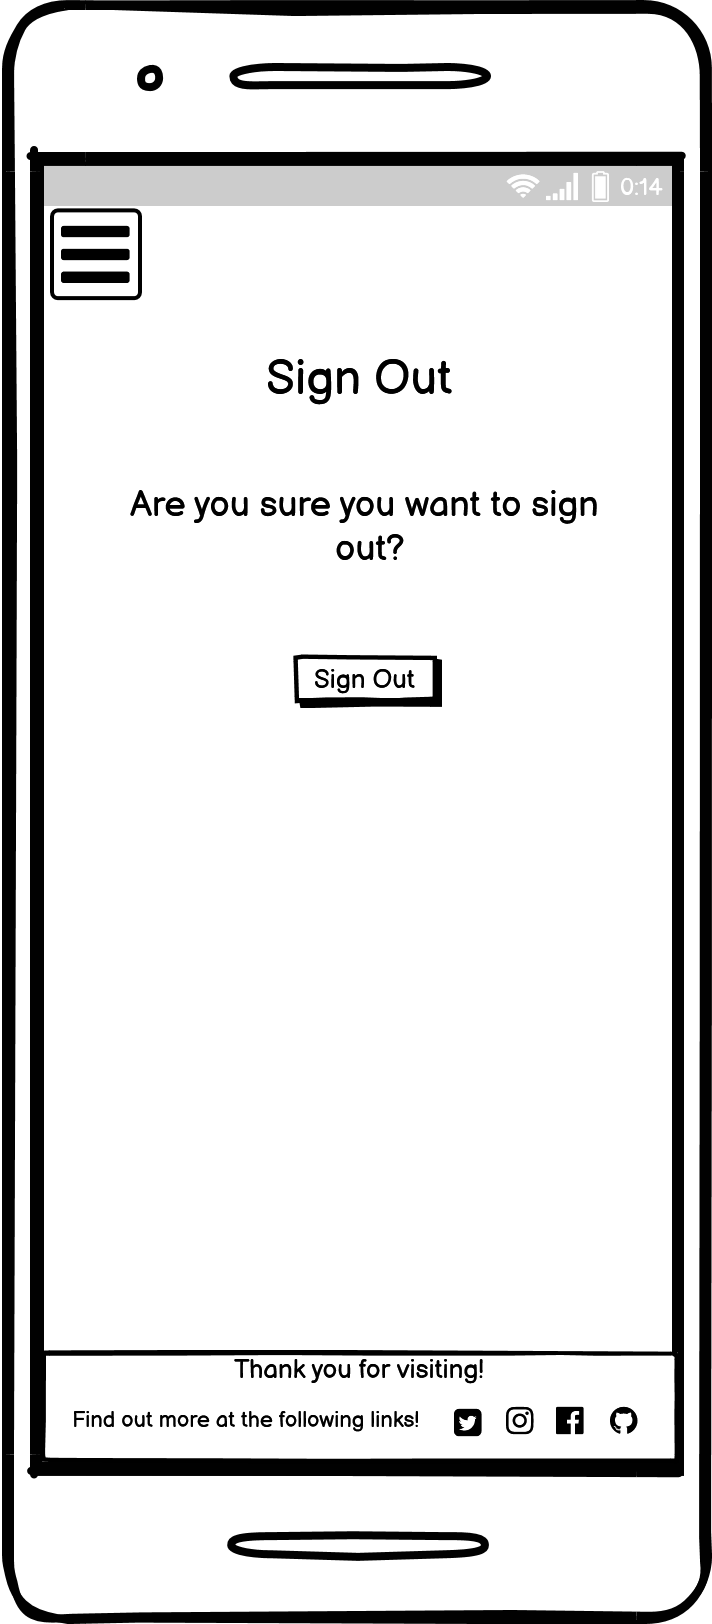 0:14
Sign Out
Are you sure you want to sign
out?
Sign Out
Thank you for visiting!
Find out more at the following links!